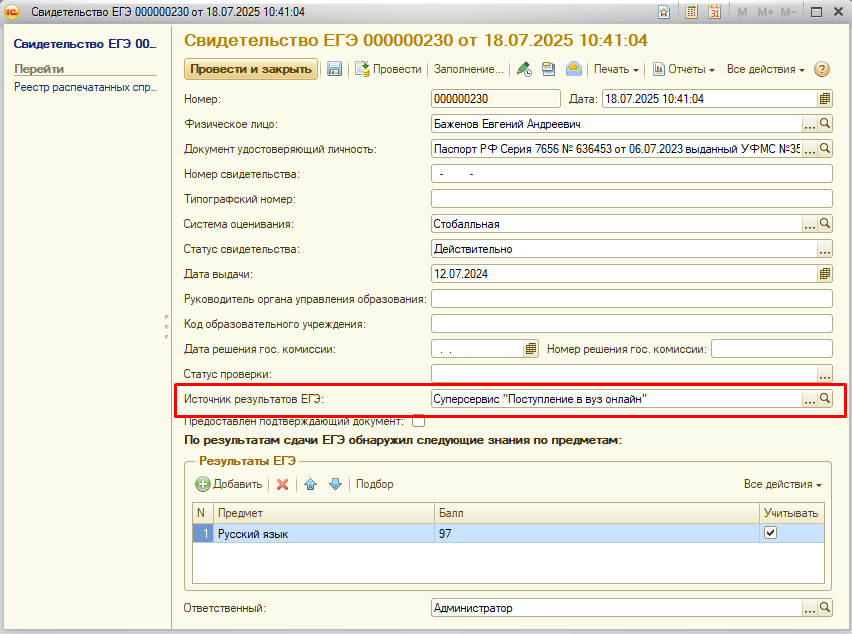 1С Свидетельство ЕГЭ 000000230 от 18.07.2025 10:41:04 31 M M+ M-
Свидетельство ЕГЭ 00...
Перейти
Реестр распечатанных спр...
Свидетельство ЕГЭ 000000230 от 18.07.2025 10:41:04
Провести и закрыть Провести Заполнение... Печать Отчеты Все действия ?
Номер: 000000230 Дата: 18.07.2025 10:41:04
Физическое лицо: Баженов Евгений Андреевич ...
Документ удостоверяющий личность: Паспорт РФ Серия 7656 № 636453 от 06.07.2023 выданный УФМС №35 ...
Номер свидетельства: - -
Типографский номер:
Система оценивания: Стобалльная ...
Статус свидетельства: Действительно ...
Дата выдачи: 12.07.2024
Руководитель органа управления образования:
Код образовательного учреждения:
Дата решения гос. комиссии: . . Номер решения гос. комиссии:
Статус проверки: ...
Источник результатов ЕГЭ: Суперсервис "Поступление в вуз онлайн" ...
Предоставлен подтверждающий документ:
По результатам сдачи ЕГЭ обнаружил следующие знания по предметам:
Результаты ЕГЭ
Добавить Подбор Все действия
N Предмет Балл Учитывать
1 Русский язык 97
Ответственный: Администратор ...